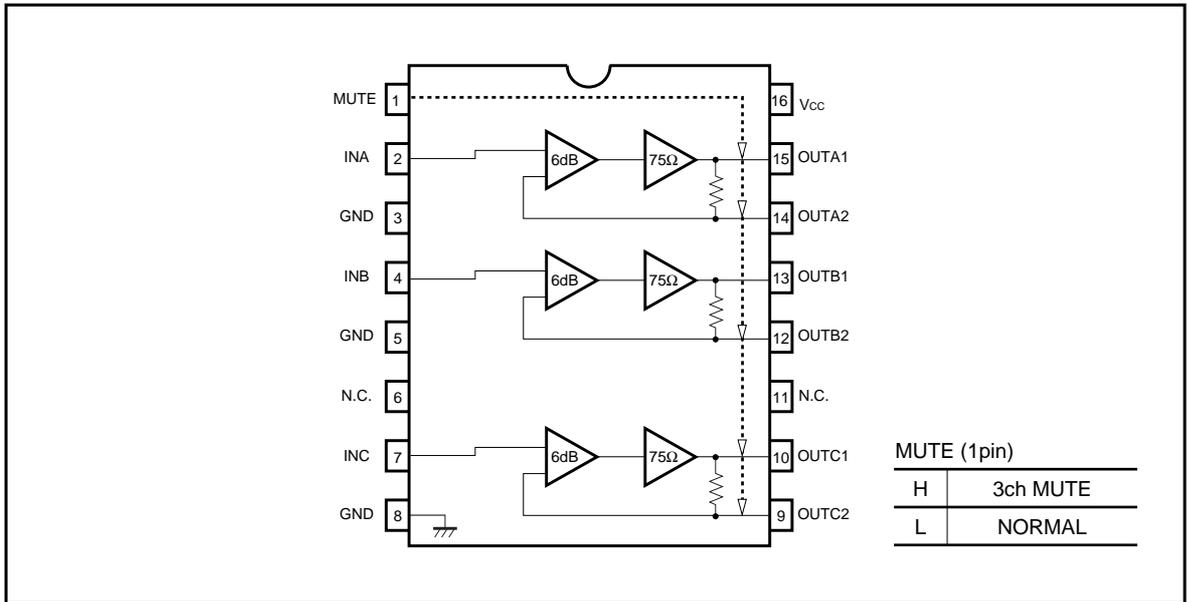 MUTE 1 16 Vcc
INA 2 6dB 75Ω 15 OUTA1
GND 3 14 OUTA2
INB 4 6dB 75Ω 13 OUTB1
GND 5 12 OUTB2
N.C. 6 11 N.C.
INC 7 6dB 75Ω 10 OUTC1
GND 8 9 OUTC2
MUTE (1pin)
H 3ch MUTE
L NORMAL